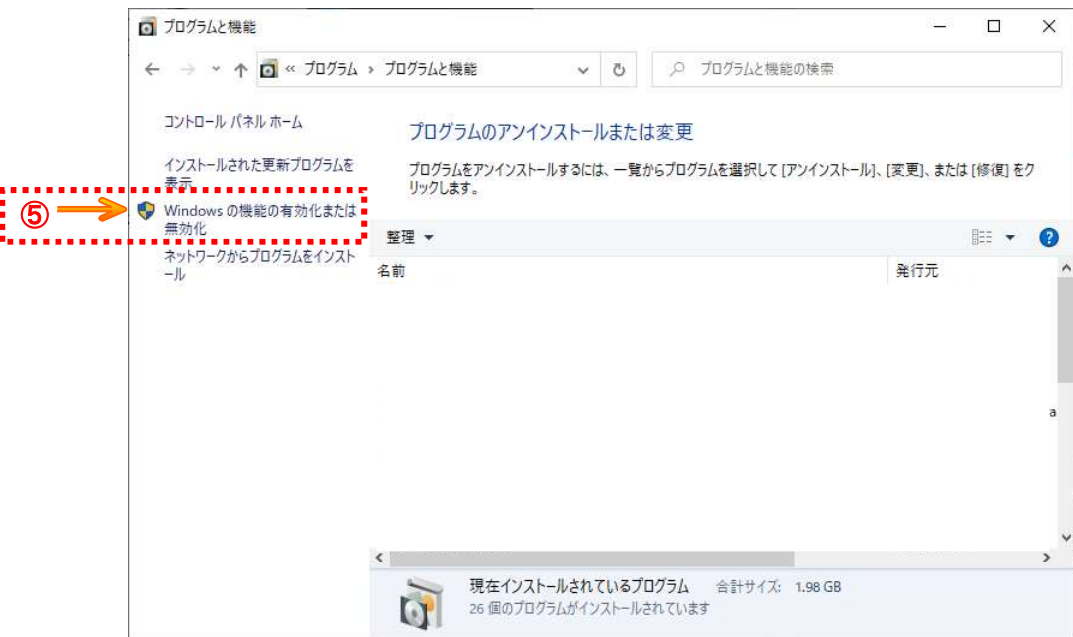 プログラムと機能
« プログラム › プログラムと機能
プログラムと機能の検索
コントロール パネル ホーム
インストールされた更新プログラムを
表示
⑤
Windows の機能の有効化または
無効化
ネットワークからプログラムをインスト
ール
プログラムのアンインストールまたは変更
プログラムをアンインストールするには、一覧からプログラムを選択して [アンインストール]、[変更]、または [修復] をク
リックします。
整理
?
名前
発行元
a
現在インストールされているプログラム 合計サイズ: 1.98 GB
26 個のプログラムがインストールされています